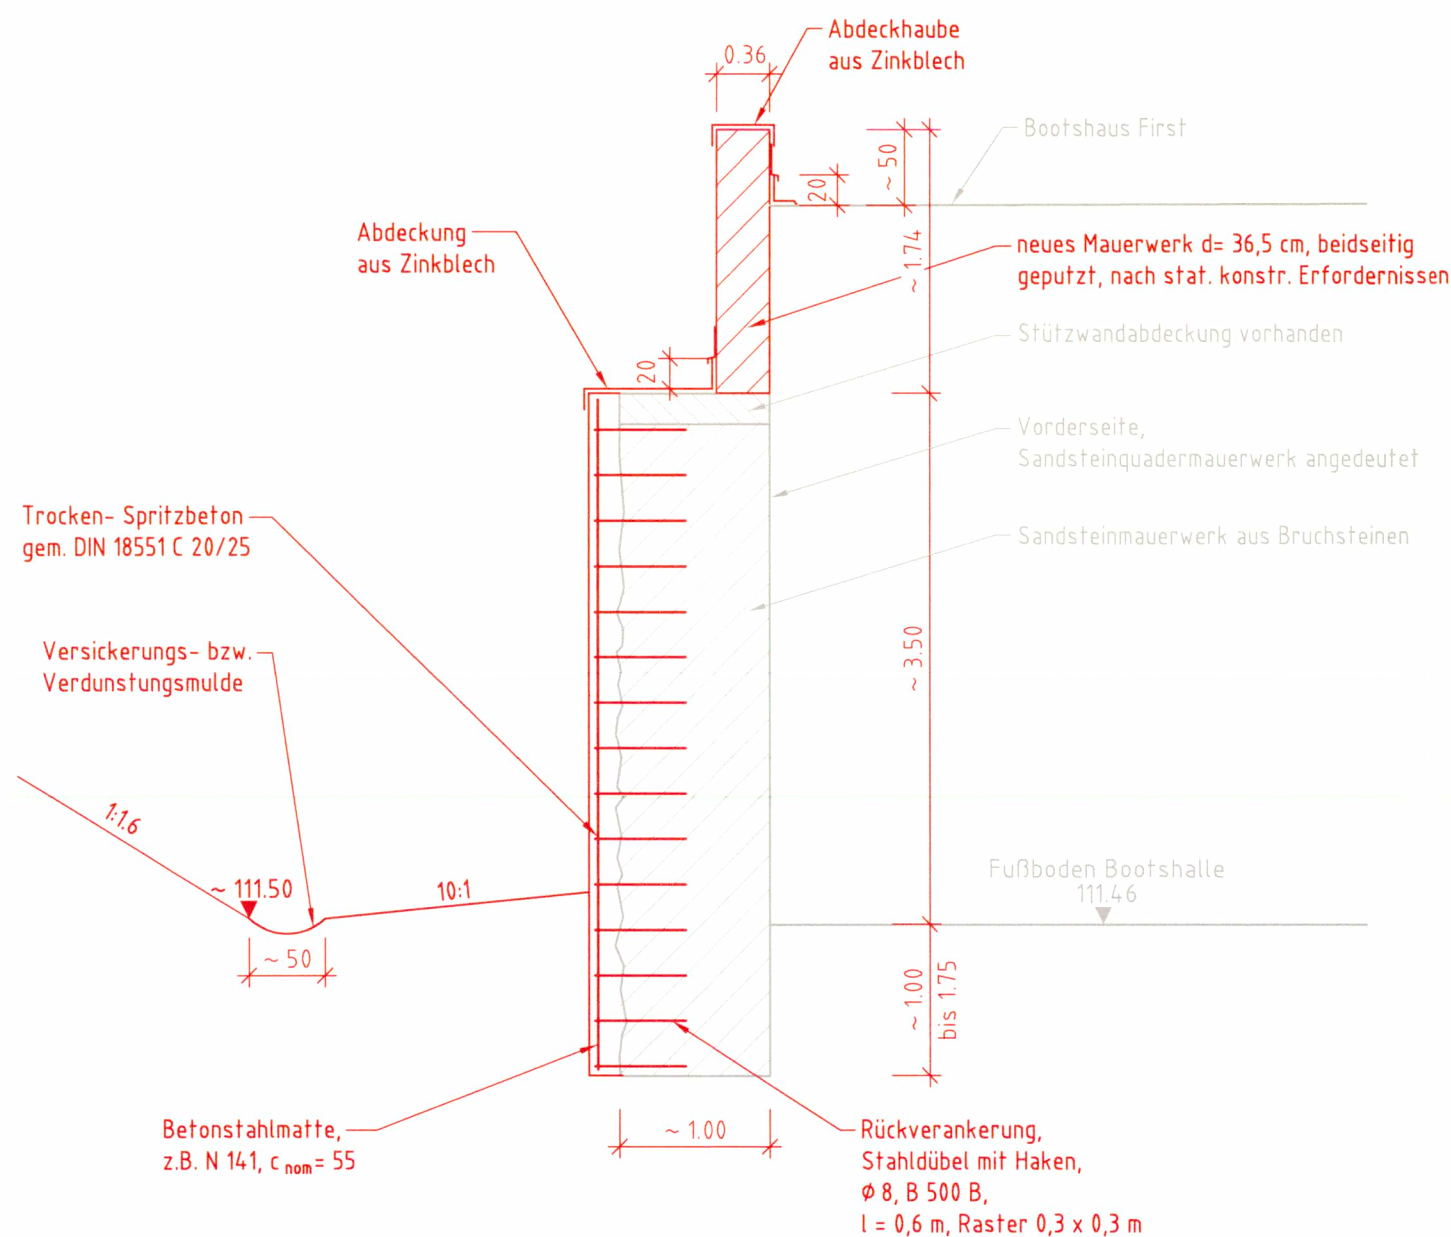 Abdeckhaube
aus Zinkblech
0.36
Bootshaus First
~ 50
20
Abdeckung
aus Zinkblech
~ 1.74
neues Mauerwerk d= 36,5 cm, beidseitig
geputzt, nach stat. konstr. Erfordernissen
Stützwandabdeckung vorhanden
20
Vorderseite,
Sandsteinquadermauerwerk angedeutet
Trocken- Spritzbeton
gem. DIN 18551 C 20/25
Sandsteinmauerwerk aus Bruchsteinen
Versickerungs- bzw.
Verdunstungsmulde
~ 3.50
1:1.6
~ 111.50
10:1
Fußboden Bootshalle
111.46
~ 50
~ 1.00
bis 1.75
Betonstahlmatte,
z.B. N 141, c nom = 55
~ 1.00
Rückverankerung,
Stahldübel mit Haken,
Ø 8, B 500 B,
l = 0,6 m, Raster 0,3 x 0,3 m